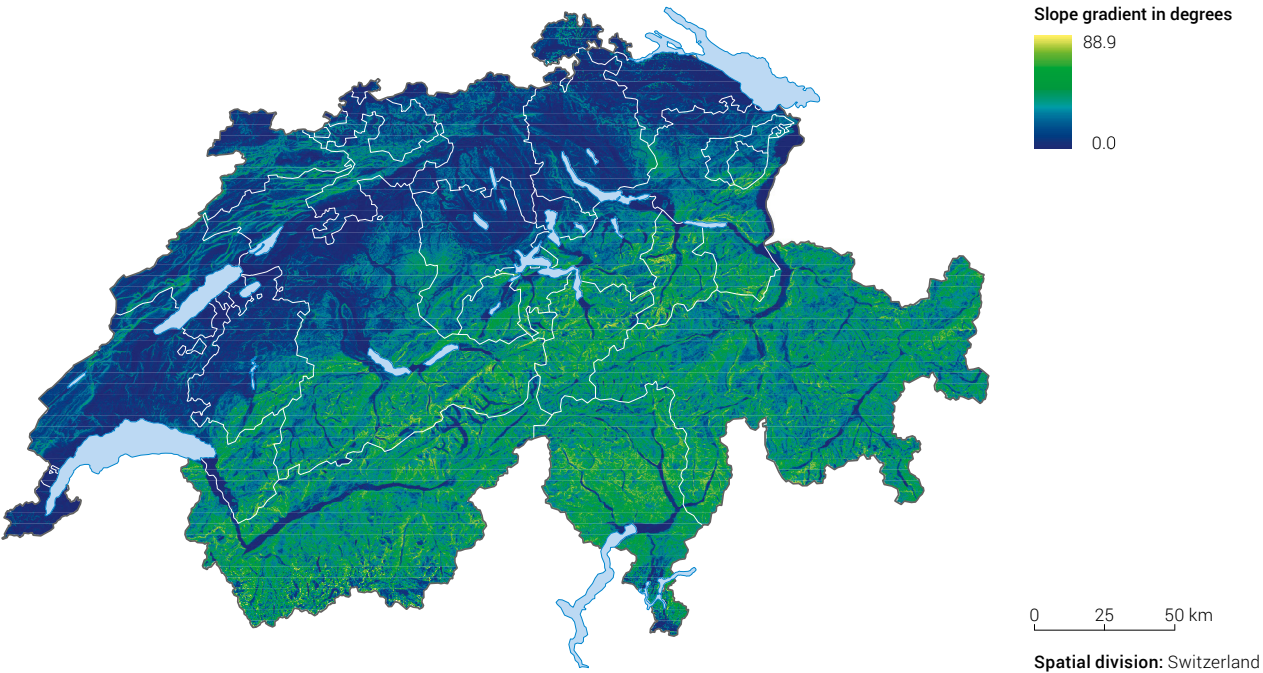 Slope gradient in degrees
88.9
0.0
0 25 50 km
Spatial division: Switzerland